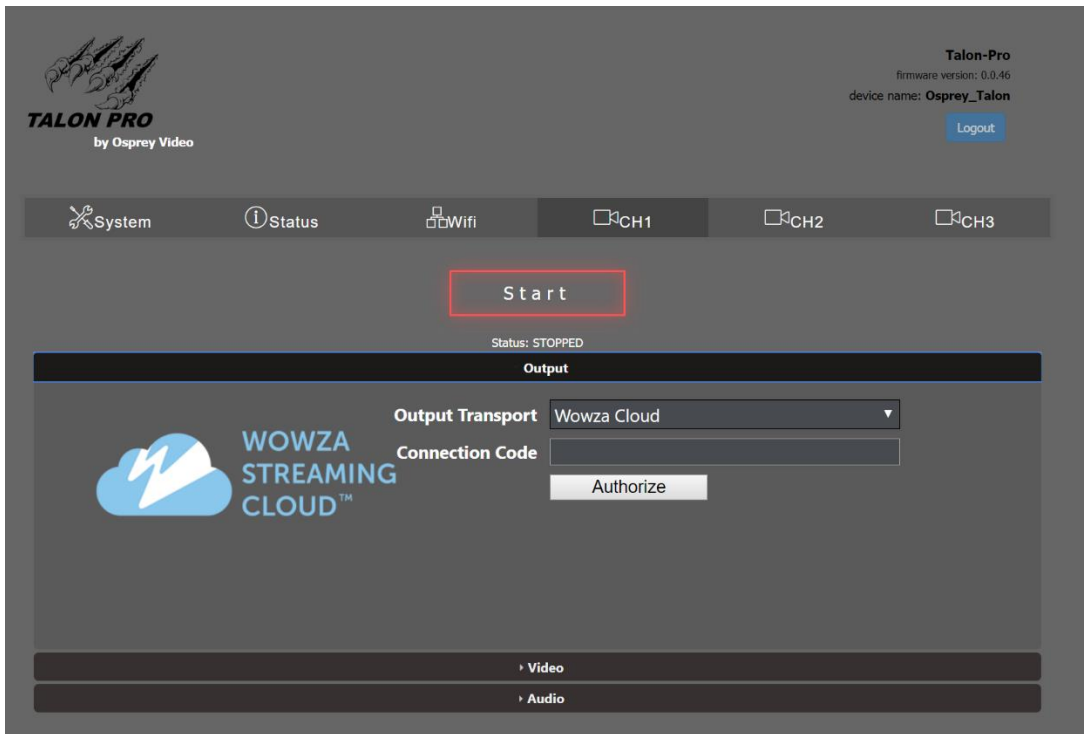 Talon-Pro
firmware version: 0.0.46
device name: Osprey_Talon
Logout
TALON PRO
by Osprey Video
System Status Wifi CH1 CH2 CH3
Start
Status: STOPPED
Output
Output Transport Wowza Cloud
Connection Code
Authorize
WOWZA
STREAMING
CLOUD™
Video
Audio